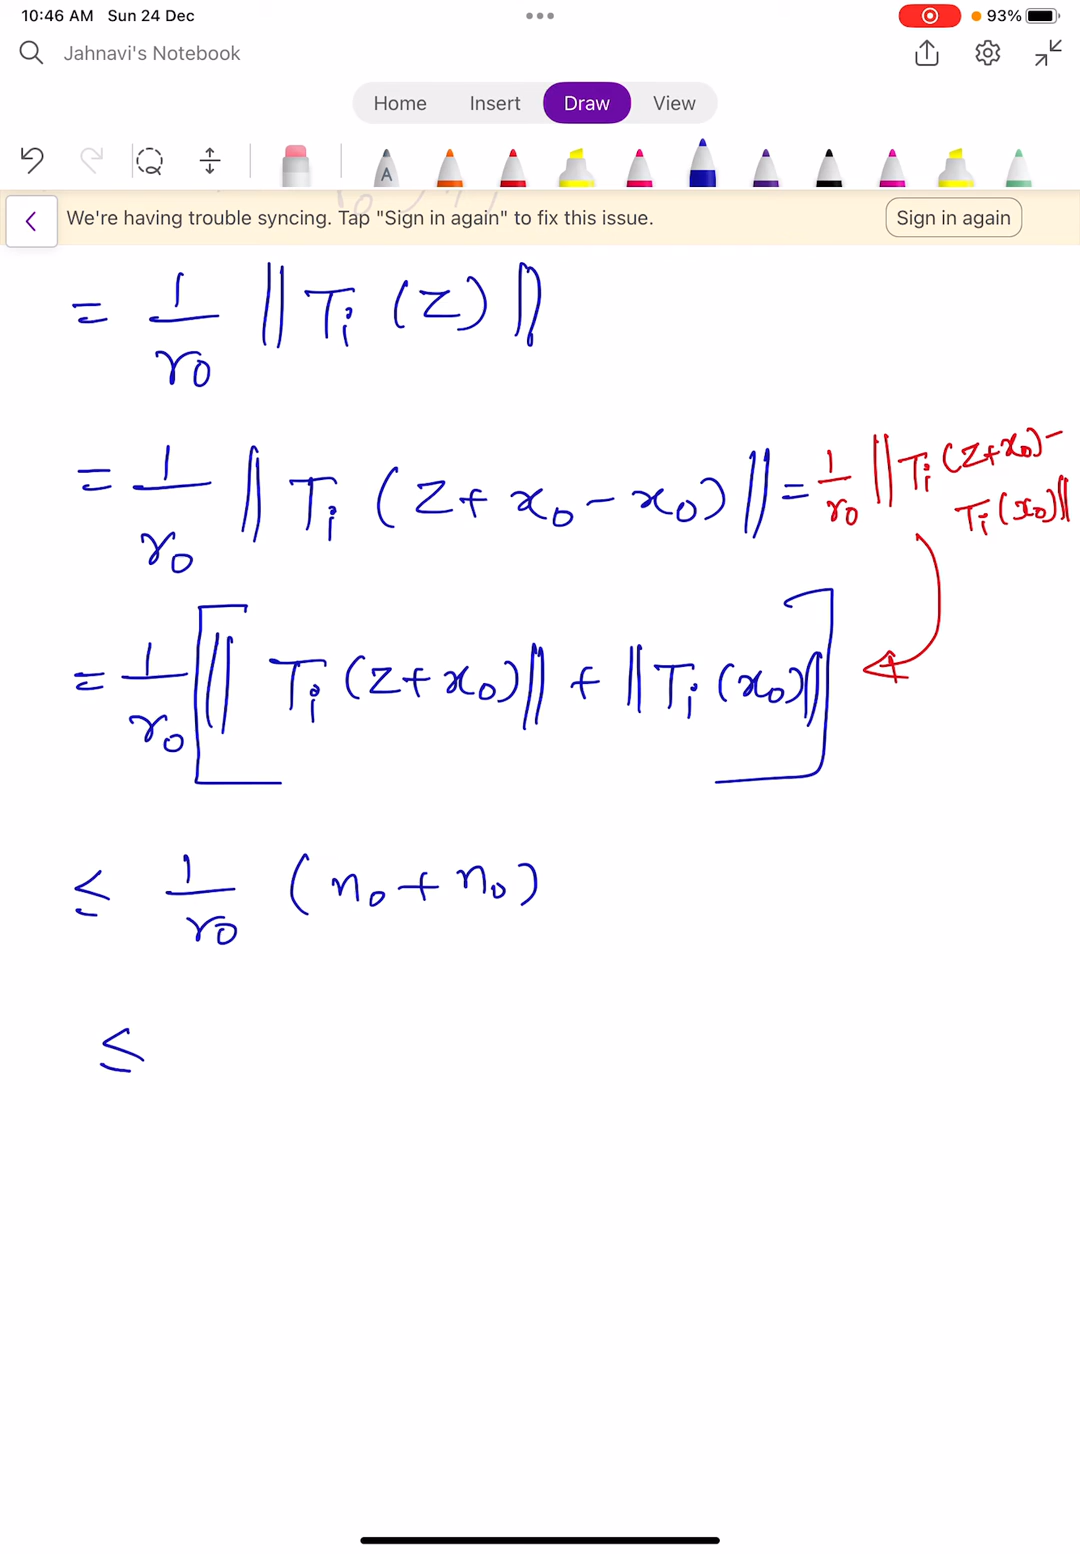 10:46 AM Sun 24 Dec
93%
Jahnavi's Notebook
Home Insert Draw View
A
We're having trouble syncing. Tap "Sign in again" to fix this issue.
Sign in again
= 1/r₀ ‖Tᵢ(z)‖
= 1/r₀ ‖Tᵢ(z+x₀-x₀)‖ = 1/r₀ ‖Tᵢ(z+x₀)-
Tᵢ(x₀)‖
= 1/r₀ [‖Tᵢ(z+x₀)‖ + ‖Tᵢ(x₀)‖]
≤ 1/r₀ (n₀+n₀)
≤